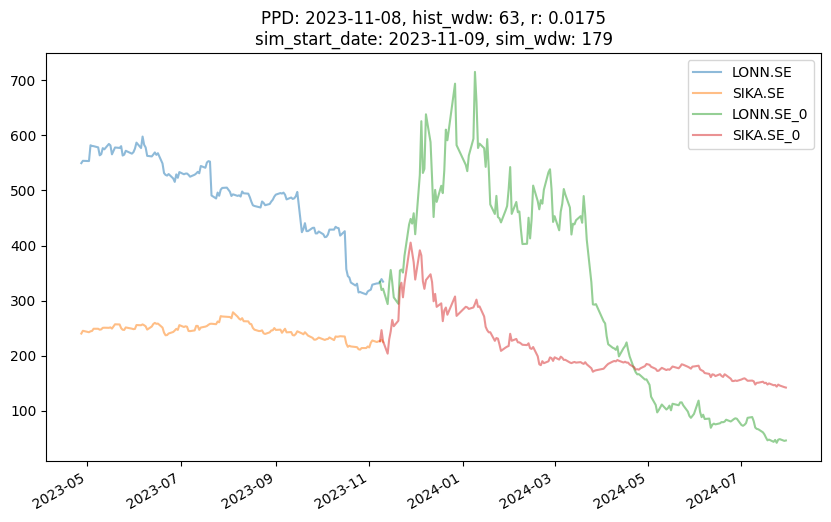 PPD: 2023-11-08, hist_wdw: 63, r: 0.0175
sim_start_date: 2023-11-09, sim_wdw: 179
LONN.SE
SIKA.SE
LONN.SE_0
SIKA.SE_0
700
600
500
400
300
200
100
2023-05
2023-07
2023-09
2023-11
2024-01
2024-03
2024-05
2024-07